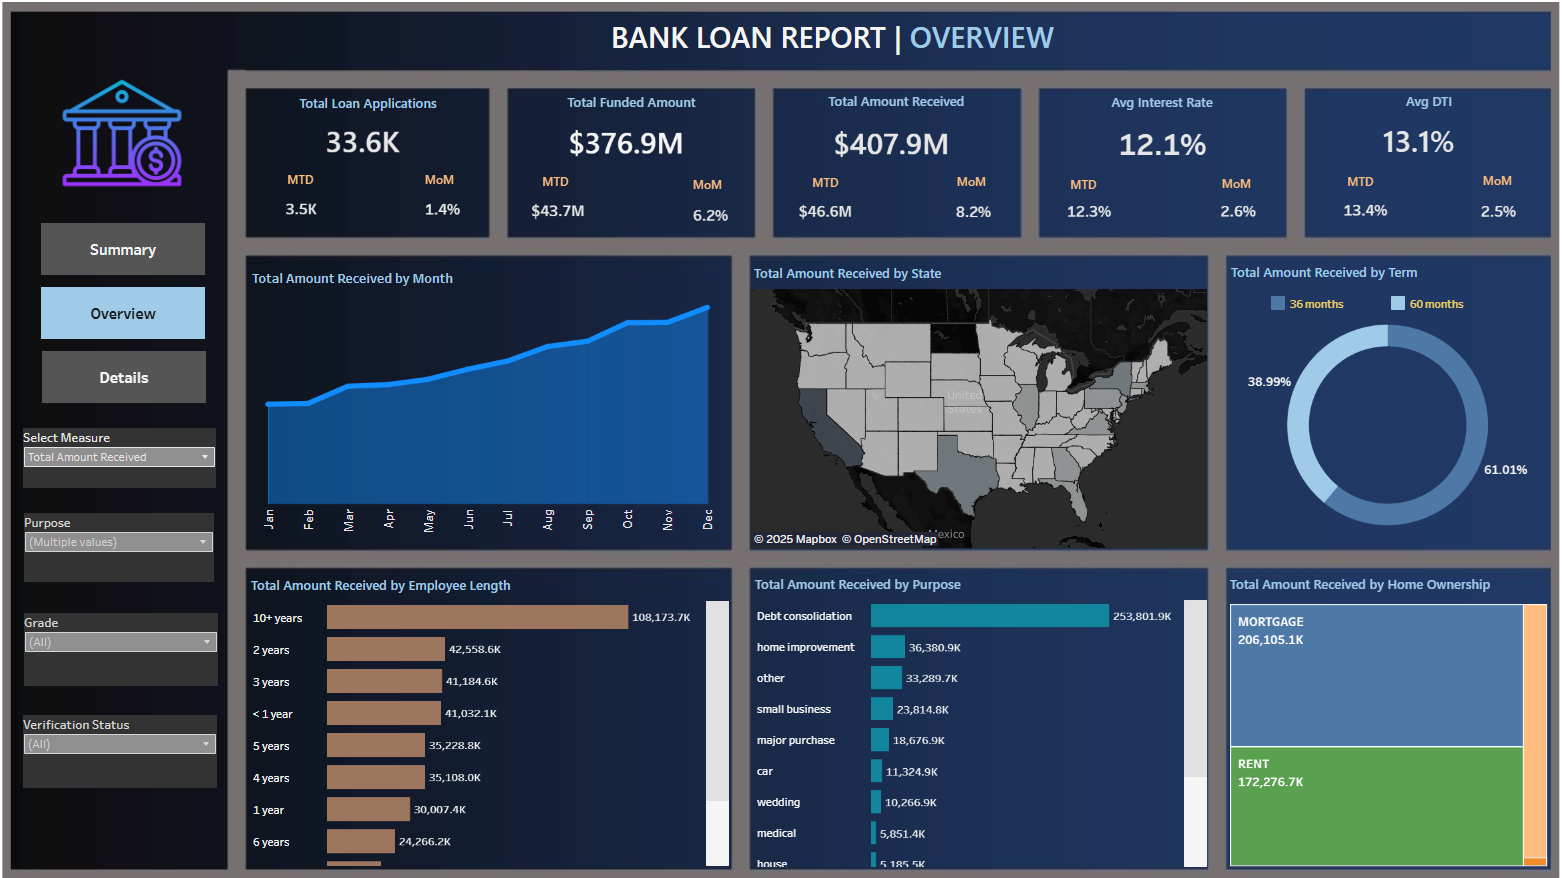 BANK LOAN REPORT | OVERVIEW
Total Loan Applications
33.6K
MTD MoM
3.5K 1.4%
Total Funded Amount
$376.9M
MTD MoM
$43.7M 6.2%
Total Amount Received
$407.9M
MTD MoM
$46.6M 8.2%
Avg Interest Rate
12.1%
MTD MoM
12.3% 2.6%
Avg DTI
13.1%
MTD MoM
13.4% 2.5%
$
Summary
Overview
Details
Select Measure
Total Amount Received
Purpose
(Multiple values)
Grade
(All)
Verification Status
(All)
Total Amount Received by Month
Jan
Feb
Mar
Apr
May
Jun
Jul
Aug
Sep
Oct
Nov
Dec
Total Amount Received by State
United
States
Mexico
© 2025 Mapbox © OpenStreetMap
Total Amount Received by Term
36 months 60 months
38.99%
61.01%
Total Amount Received by Employee Length
10+ years 108,173.7K
2 years 42,558.6K
3 years 41,184.6K
< 1 year 41,032.1K
5 years 35,228.8K
4 years 35,108.0K
1 year 30,007.4K
6 years 24,266.2K
Total Amount Received by Purpose
Debt consolidation 253,801.9K
home improvement 36,380.9K
other 33,289.7K
small business 23,814.8K
major purchase 18,676.9K
car 11,324.9K
wedding 10,266.9K
medical 5,851.4K
house 5,185.5K
Total Amount Received by Home Ownership
MORTGAGE
206,105.1K
RENT
172,276.7K